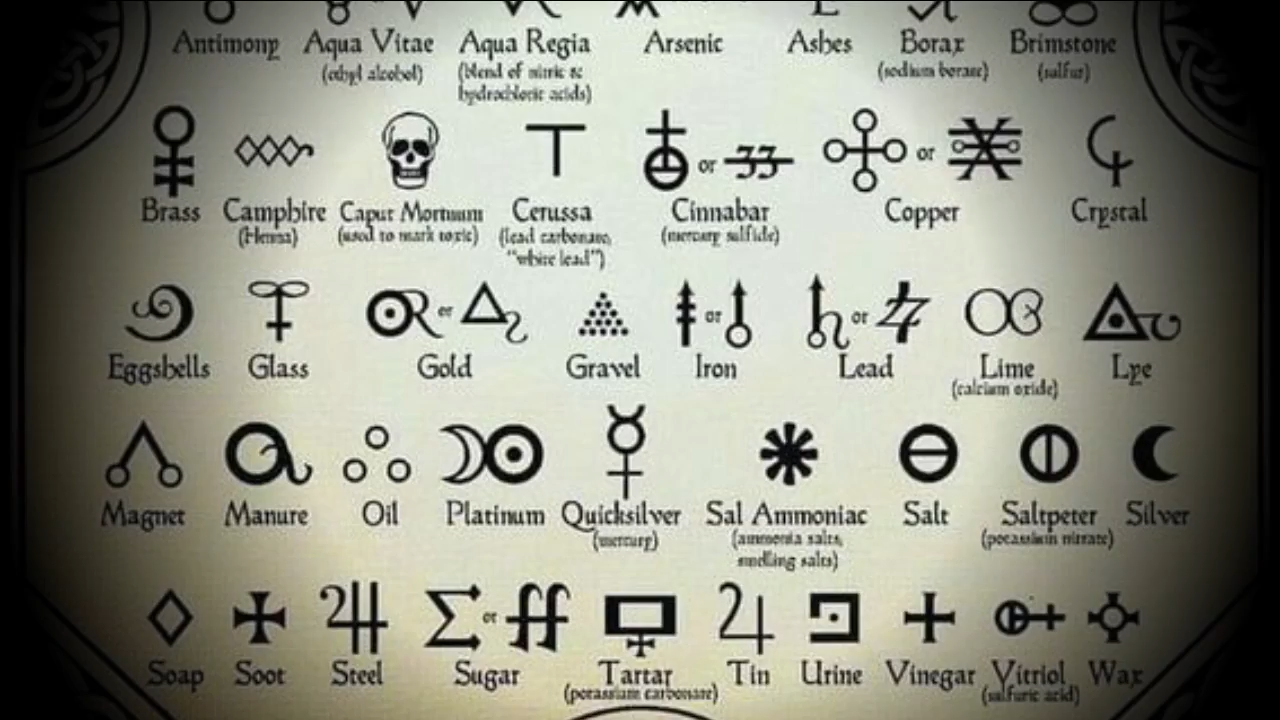 Antimony Aqua Vitae Aqua Regia Arsenic Ashes Borax Brimstone
(ethyl alcohol) (blend of nitric & (sodium borate) (sulfur)
hydrochloric acids)
or or
Brass Camphire Caput Mortuum Cerussa Cinnabar Copper Crystal
(Henna) (used to mark toxic) (lead carbonate, (mercury sulfide)
"white lead")
or or or
Eggshells Glass Gold Gravel Iron Lead Lime Lye
(calcium oxide)
Magnet Manure Oil Platinum Quicksilver Sal Ammoniac Salt Saltpeter Silver
(mercury) (ammonia salts, (potassium nitrate)
smelling salts)
or
Soap Soot Steel Sugar Tartar Tin Urine Vinegar Vitriol Wax
(potassium carbonate) (sulfuric acid)